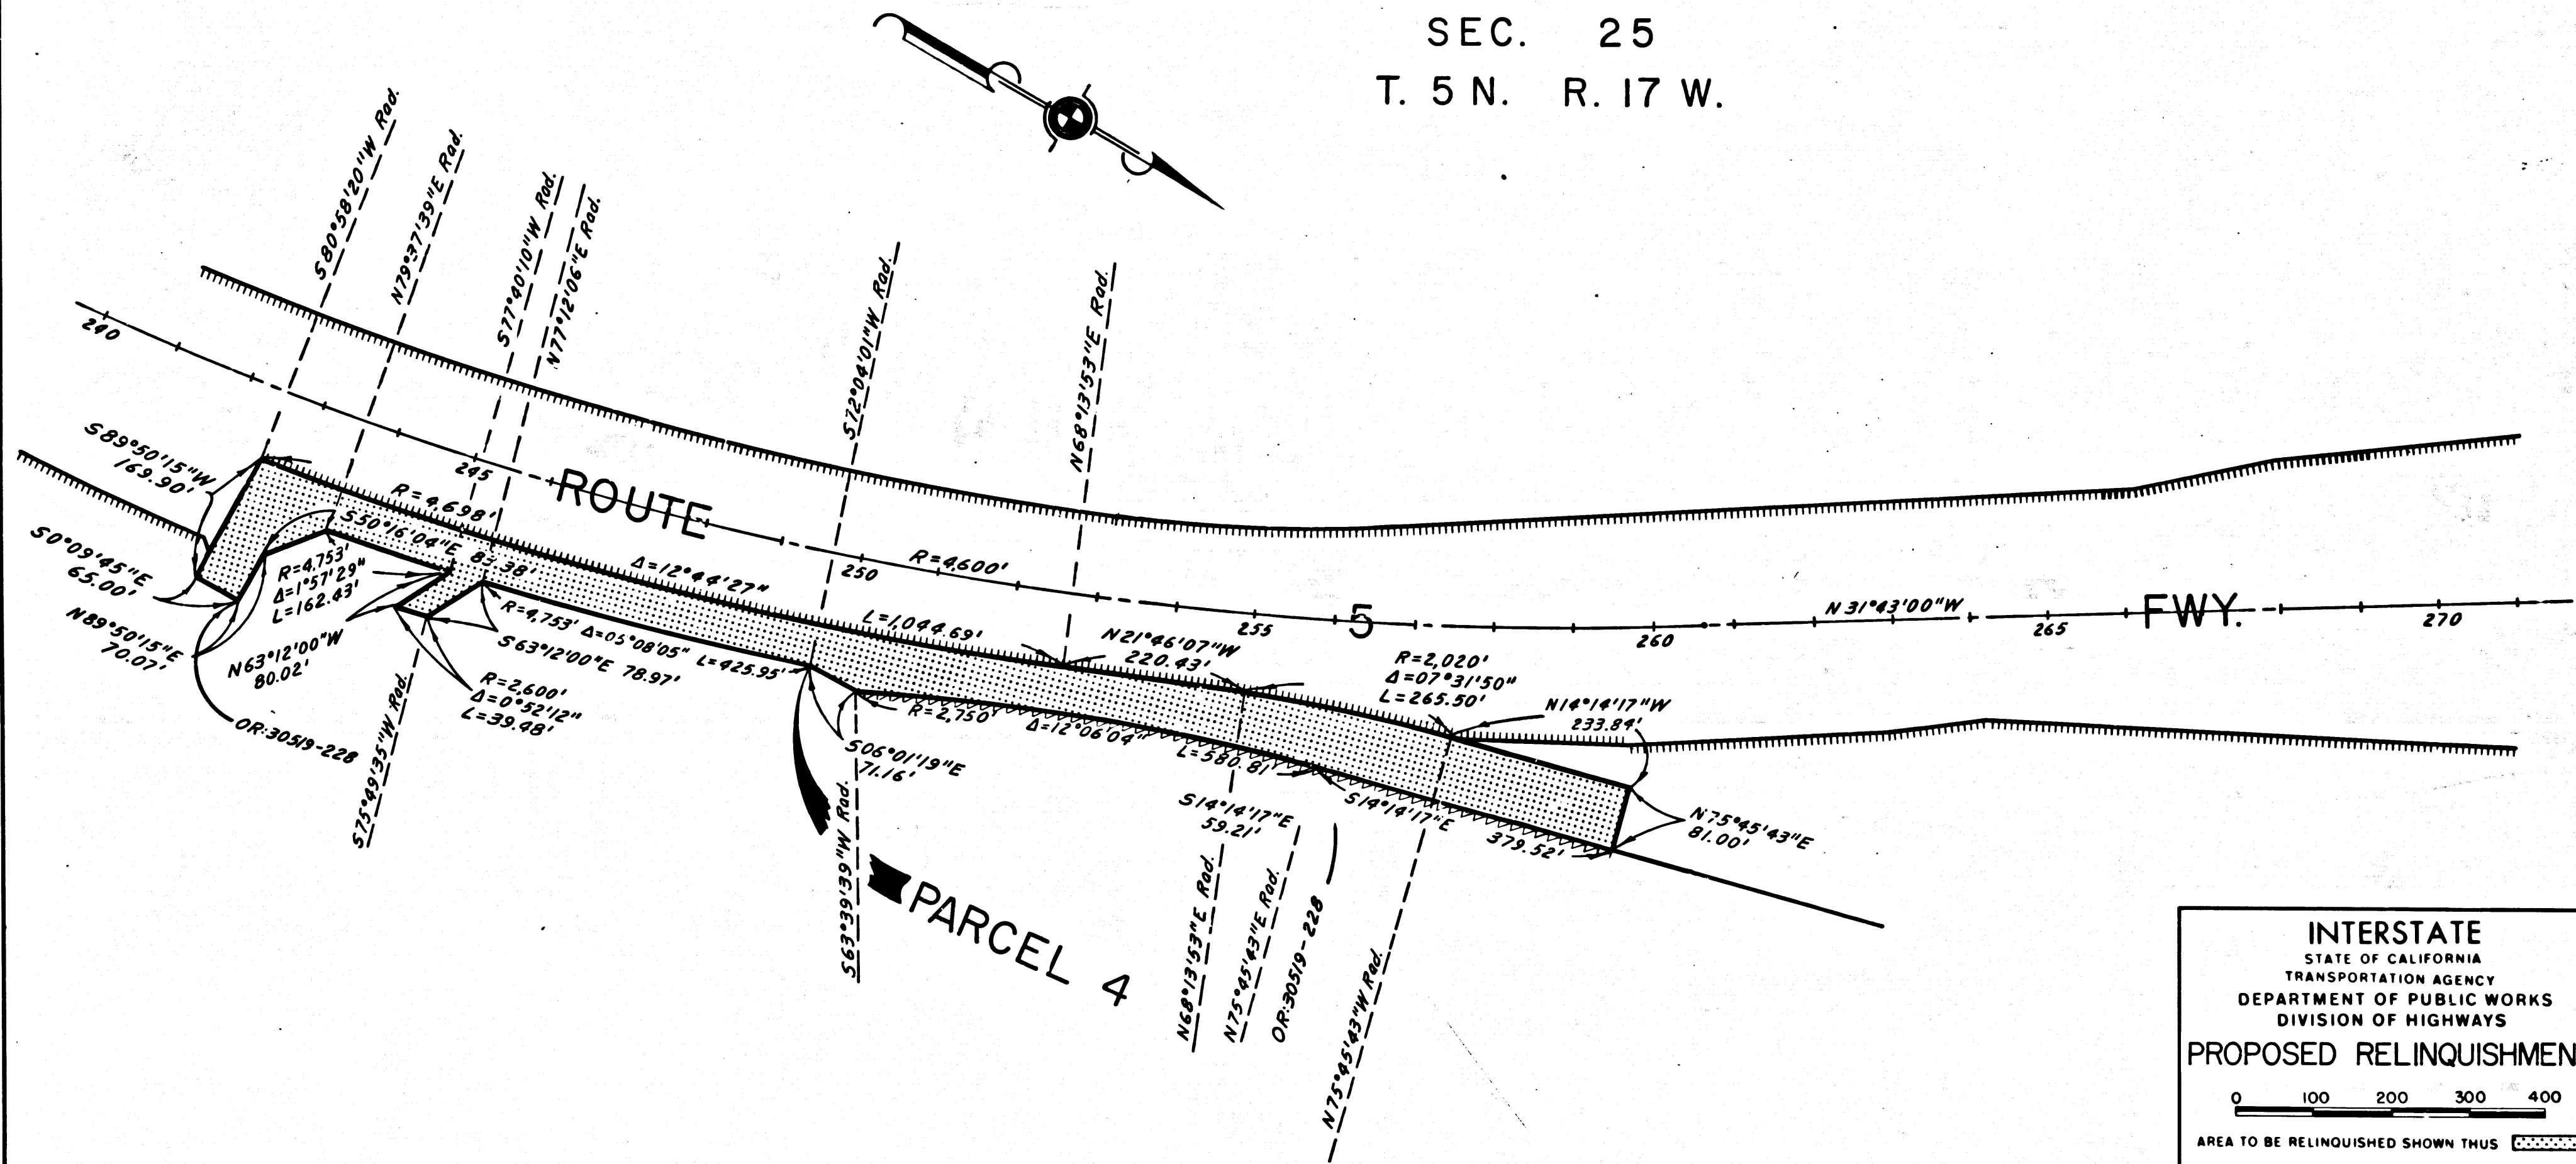 SEC. 25
T. 5 N. R. 17 W.
S80°58'20"W Rad.
N79°37'39"E Rad.
S77°40'10"W Rad.
N77°12'06"E Rad.
S72°04'01"W Rad.
N68°13'53"E Rad.
240
245
ROUTE
250
R=4,600'
255
5
260
N31°43'00"W
265
FWY.
270
S89°50'15"W
169.90'
R=4,698'
Δ=12°44'27"
L=1,044.69'
N21°46'07"W
220.43'
R=2,020'
Δ=07°31'50"
L=265.50'
N14°14'17"W
233.84'
S0°09'45"E
65.00'
S50°16'04"E 83.38'
R=4,753'
Δ=1°57'29"
L=162.43'
N89°50'15"E
70.07'
N63°12'00"W
80.02'
R=4,753' Δ=05°08'05" L=425.95'
S63°12'00"E 78.97'
R=2,600'
Δ=0°52'12"
L=39.48'
OR:30519-228
S75°49'35"W Rad.
R=2,750'
Δ=12°06'04"
L=580.81'
S06°01'19"E
71.16'
S63°39'39"W Rad.
S14°14'17"E
59.21'
S14°14'17"E
379.52'
N75°45'43"E
81.00'
PARCEL 4
N68°13'53"E Rad.
N75°45'43"E Rad.
OR:30519-228
N75°45'43"W Rad.
INTERSTATE
STATE OF CALIFORNIA
TRANSPORTATION AGENCY
DEPARTMENT OF PUBLIC WORKS
DIVISION OF HIGHWAYS
PROPOSED RELINQUISHMEN
0 100 200 300 400
AREA TO BE RELINQUISHED SHOWN THUS